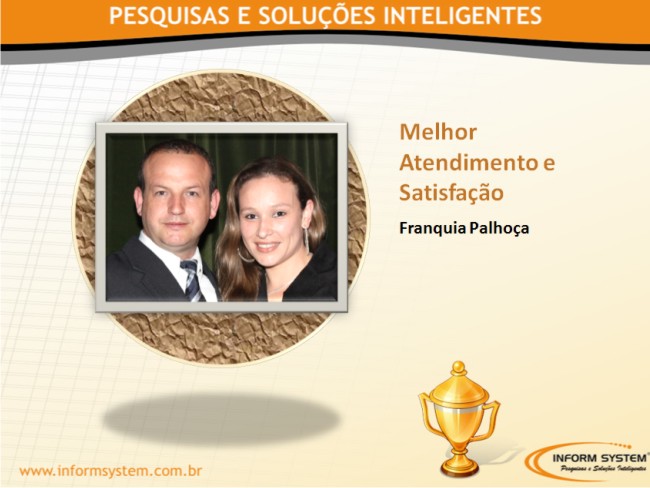 PESQUISAS E SOLUÇÕES INTELIGENTES
Melhor
Atendimento e
Satisfação
Franquia Palhoça
www.informsystem.com.br
INFORM SYSTEM
Pesquisas e Soluções Inteligentes